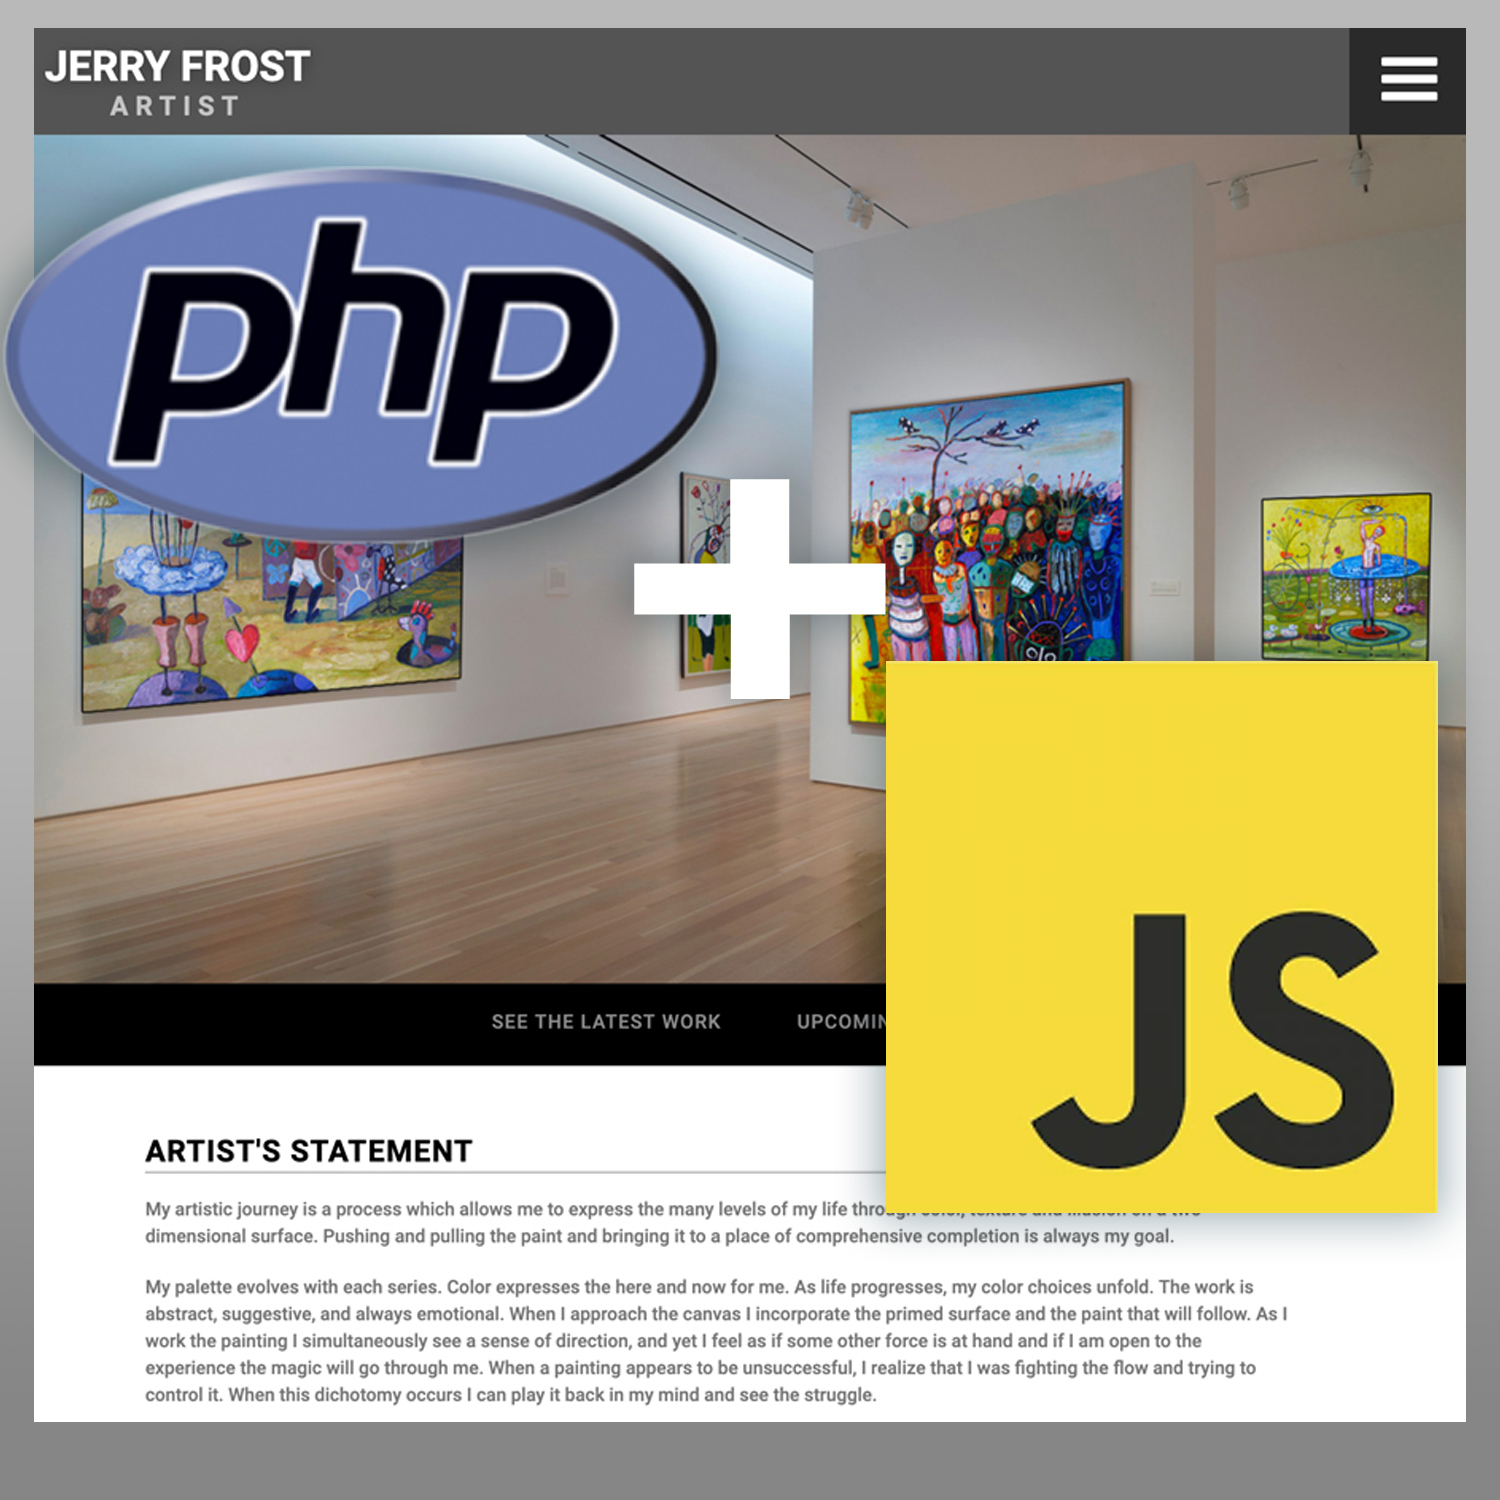 JERRY FROST
ARTIST
php
JS
SEE THE LATEST WORK
ARTIST'S STATEMENT
My artistic journey is a process which allows me to express the many levels of my life through color, texture and illusion on a two
dimensional surface. Pushing and pulling the paint and bringing it to a place of comprehensive completion is always my goal.
My palette evolves with each series. Color expresses the here and now for me. As life progresses, my color choices unfold. The work is
abstract, suggestive, and always emotional. When I approach the canvas I incorporate the primed surface and the paint that will follow. As I
work the painting I simultaneously see a sense of direction, and yet I feel as if some other force is at hand and if I am open to the
experience the magic will go through me. When a painting appears to be unsuccessful, I realize that I was fighting the flow and trying to
control it. When this dichotomy occurs I can play it back in my mind and see the struggle.